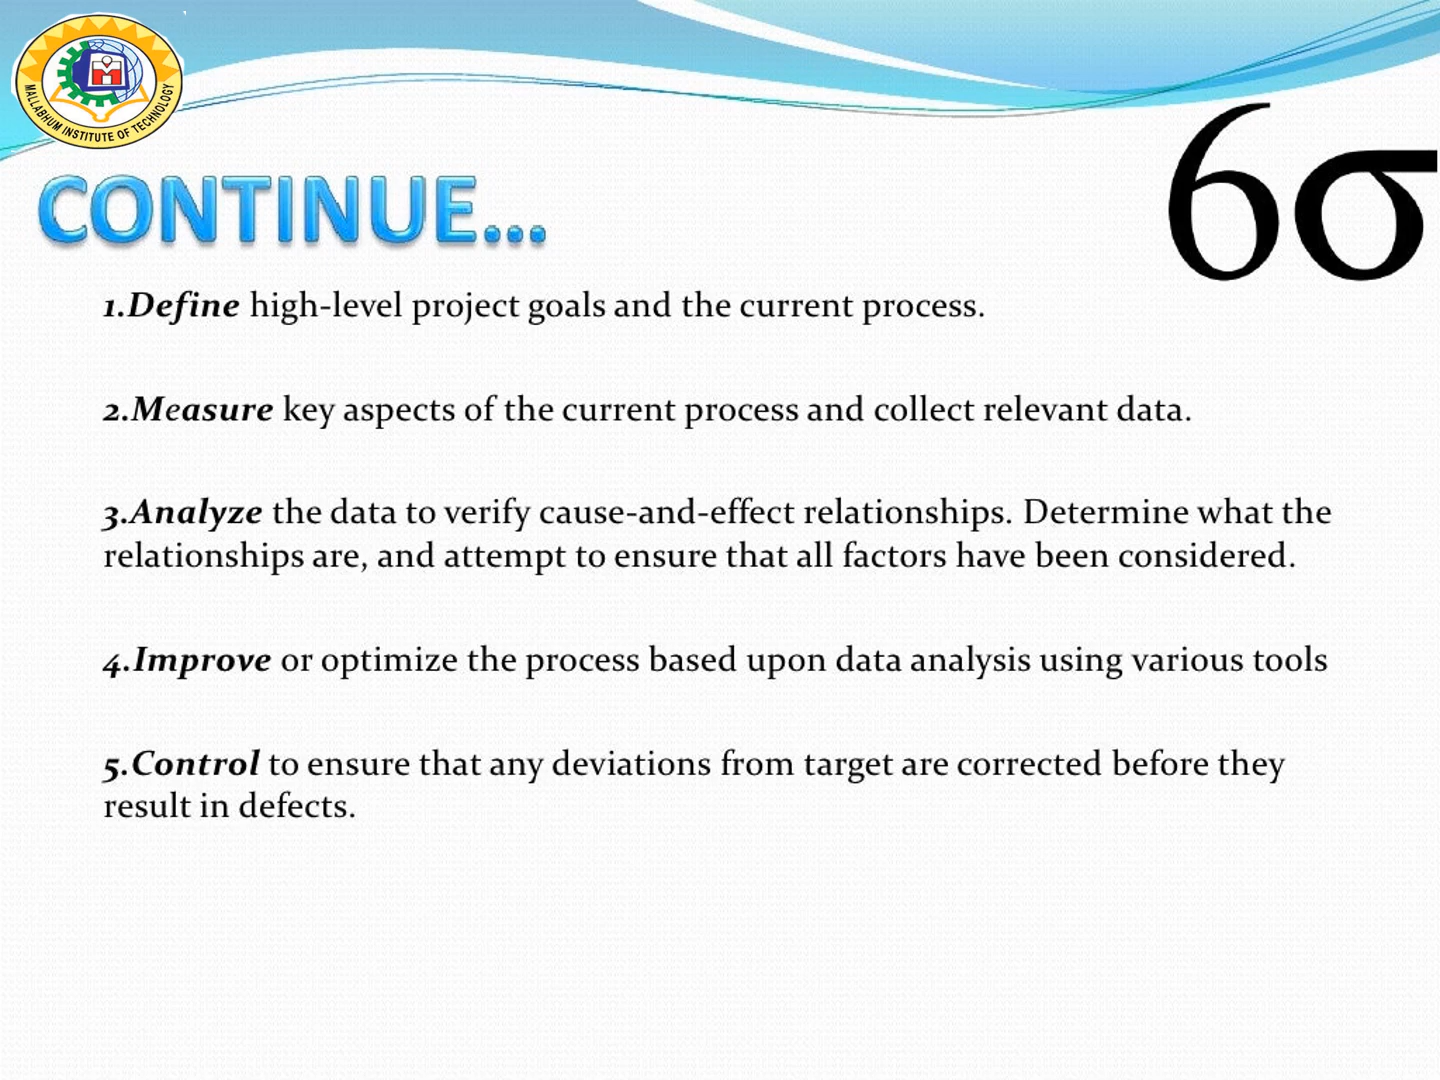 MALLABHUM INSTITUTE OF TECHNOLOGY
6σ
CONTINUE...
1.Define high-level project goals and the current process.
2.Measure key aspects of the current process and collect relevant data.
3.Analyze the data to verify cause-and-effect relationships. Determine what the
relationships are, and attempt to ensure that all factors have been considered.
4.Improve or optimize the process based upon data analysis using various tools
5.Control to ensure that any deviations from target are corrected before they
result in defects.